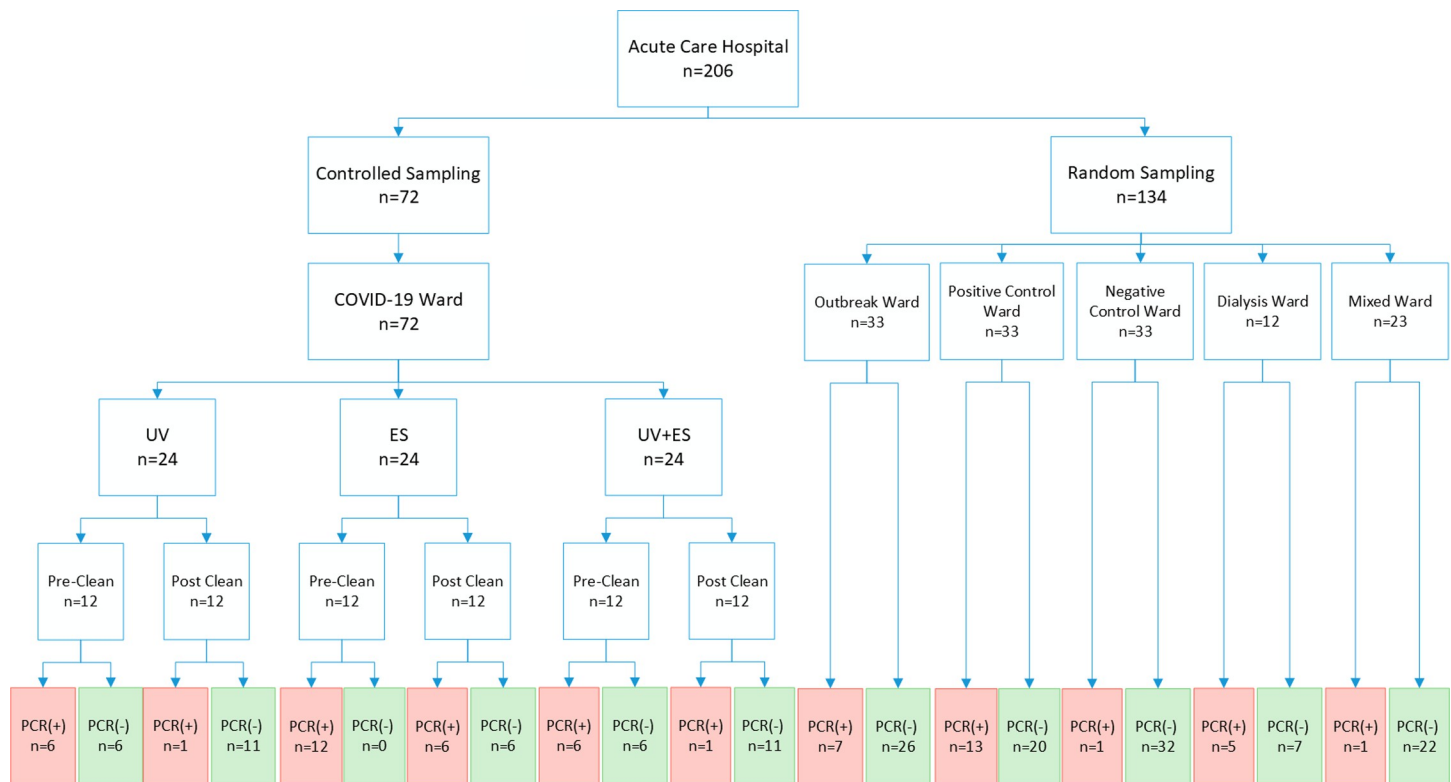 Acute Care Hospital
n=206
Controlled Sampling
n=72
Random Sampling
n=134
COVID-19 Ward
n=72
Outbreak Ward
n=33
Positive Control
Ward
n=33
Negative
Control Ward
n=33
Dialysis Ward
n=12
Mixed Ward
n=23
UV
n=24
ES
n=24
UV+ES
n=24
Pre-Clean
n=12
Post Clean
n=12
Pre-Clean
n=12
Post Clean
n=12
Pre-Clean
n=12
Post Clean
n=12
PCR(+)
n=6
PCR(-)
n=6
PCR(+)
n=1
PCR(-)
n=11
PCR(+)
n=12
PCR(-)
n=0
PCR(+)
n=6
PCR(-)
n=6
PCR(+)
n=6
PCR(-)
n=6
PCR(+)
n=1
PCR(-)
n=11
PCR(+)
n=7
PCR(-)
n=26
PCR(+)
n=13
PCR(-)
n=20
PCR(+)
n=1
PCR(-)
n=32
PCR(+)
n=5
PCR(-)
n=7
PCR(+)
n=1
PCR(-)
n=22